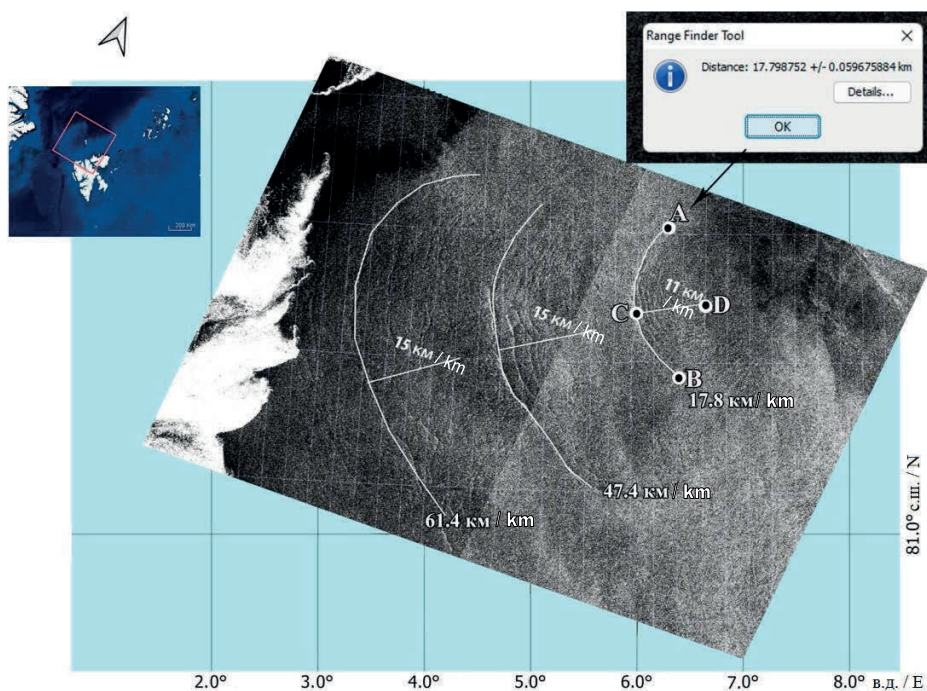 Range Finder Tool
Distance: 17.798752 +/- 0.059675884 km
Details...
OK
200 Km
A
11 км
/ km
C
D
15 км / km
15 км / km
B
17.8 км / km
47.4 км / km
61.4 км / km
81.0° с.ш. / N
2.0°
3.0°
4.0°
5.0°
6.0°
7.0°
8.0°
в.д. / E